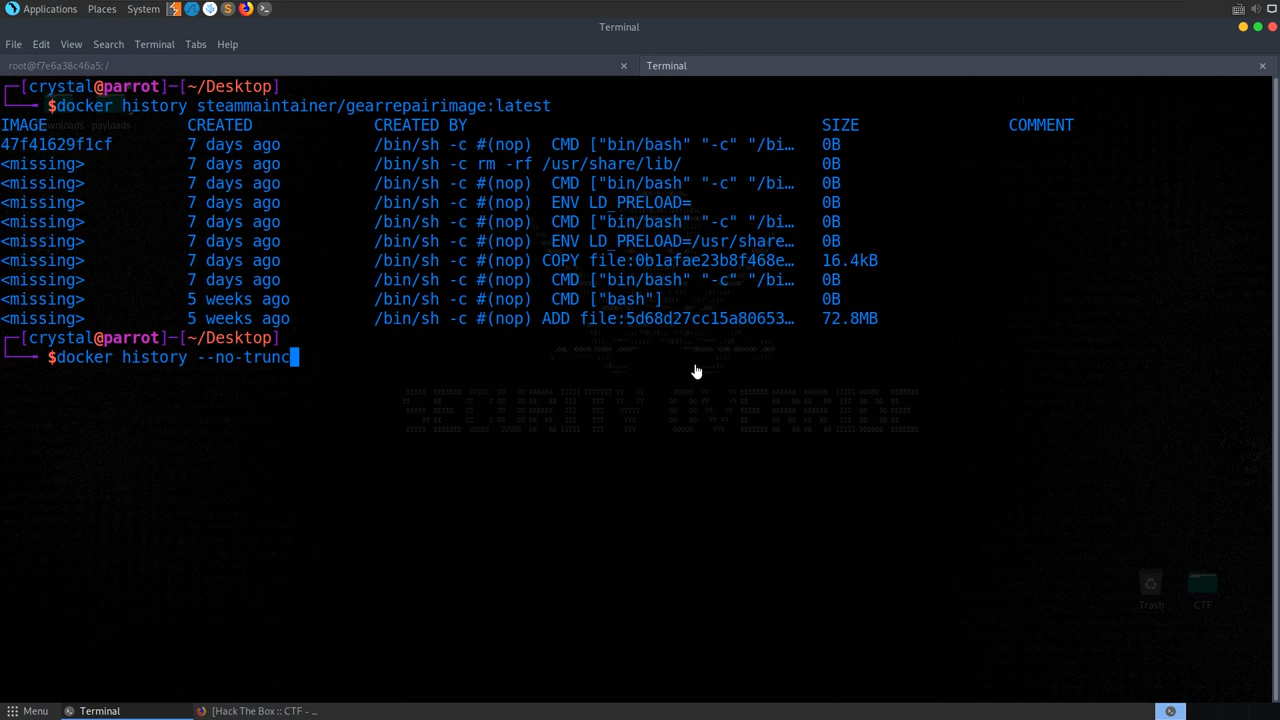 Applications Places System
Terminal
File Edit View Search Terminal Tabs Help
root@f7e6a38c46a5: /
Terminal
┌─[crystal@parrot]─[~/Desktop]
└──╼ $docker history steammaintainer/gearrepairimage:latest
IMAGE CREATED CREATED BY SIZE COMMENT
47f41629f1cf 7 days ago /bin/sh -c #(nop)  CMD ["bin/bash" "-c" "/bi… 0B
<missing> 7 days ago /bin/sh -c rm -rf /usr/share/lib/ 0B
<missing> 7 days ago /bin/sh -c #(nop)  CMD ["bin/bash" "-c" "/bi… 0B
<missing> 7 days ago /bin/sh -c #(nop)  ENV LD_PRELOAD= 0B
<missing> 7 days ago /bin/sh -c #(nop)  CMD ["bin/bash" "-c" "/bi… 0B
<missing> 7 days ago /bin/sh -c #(nop)  ENV LD_PRELOAD=/usr/share… 0B
<missing> 7 days ago /bin/sh -c #(nop) COPY file:0b1afae23b8f468e… 16.4kB
<missing> 7 days ago /bin/sh -c #(nop)  CMD ["bin/bash" "-c" "/bi… 0B
<missing> 5 weeks ago /bin/sh -c #(nop)  CMD ["bash"] 0B
<missing> 5 weeks ago /bin/sh -c #(nop) ADD file:5d68d27cc15a80653… 72.8MB
┌─[crystal@parrot]─[~/Desktop]
└──╼ $docker history --no-trunc
Trash CTF
Menu Terminal [Hack The Box :: CTF - ...